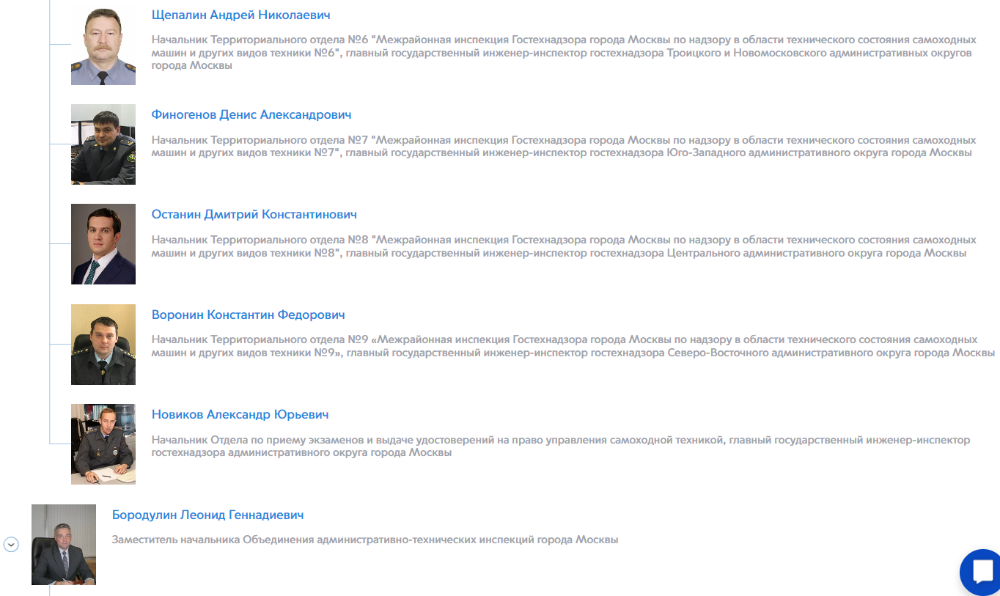 Щепалин Андрей Николаевич
Начальник Территориального отдела №6 "Межрайонная инспекция Гостехнадзора города Москвы по надзору в области технического состояния самоходных
машин и других видов техники №6", главный государственный инженер-инспектор гостехнадзора Троицкого и Новомосковского административных округов
города Москвы
Финогенов Денис Александрович
Начальник Территориального отдела №7 "Межрайонная инспекция Гостехнадзора города Москвы по надзору в области технического состояния самоходных
машин и других видов техники №7", главный государственный инженер-инспектор гостехнадзора Юго-Западного административного округа города Москвы
Останин Дмитрий Константинович
Начальник Территориального отдела №8 "Межрайонная инспекция Гостехнадзора города Москвы по надзору в области технического состояния самоходных
машин и других видов техники №8", главный государственный инженер-инспектор гостехнадзора Центрального административного округа города Москвы
Воронин Константин Федорович
Начальник Территориального отдела №9 «Межрайонная инспекция Гостехнадзора города Москвы по надзору в области технического состояния самоходных
машин и других видов техники №9», главный государственный инженер-инспектор гостехнадзора Северо-Восточного административного округа города Москвы
Новиков Александр Юрьевич
Начальник Отдела по приему экзаменов и выдаче удостоверений на право управления самоходной техникой, главный государственный инженер-инспектор
гостехнадзора административного округа города Москвы
Бородулин Леонид Геннадиевич
Заместитель начальника Объединения административно-технических инспекций города Москвы